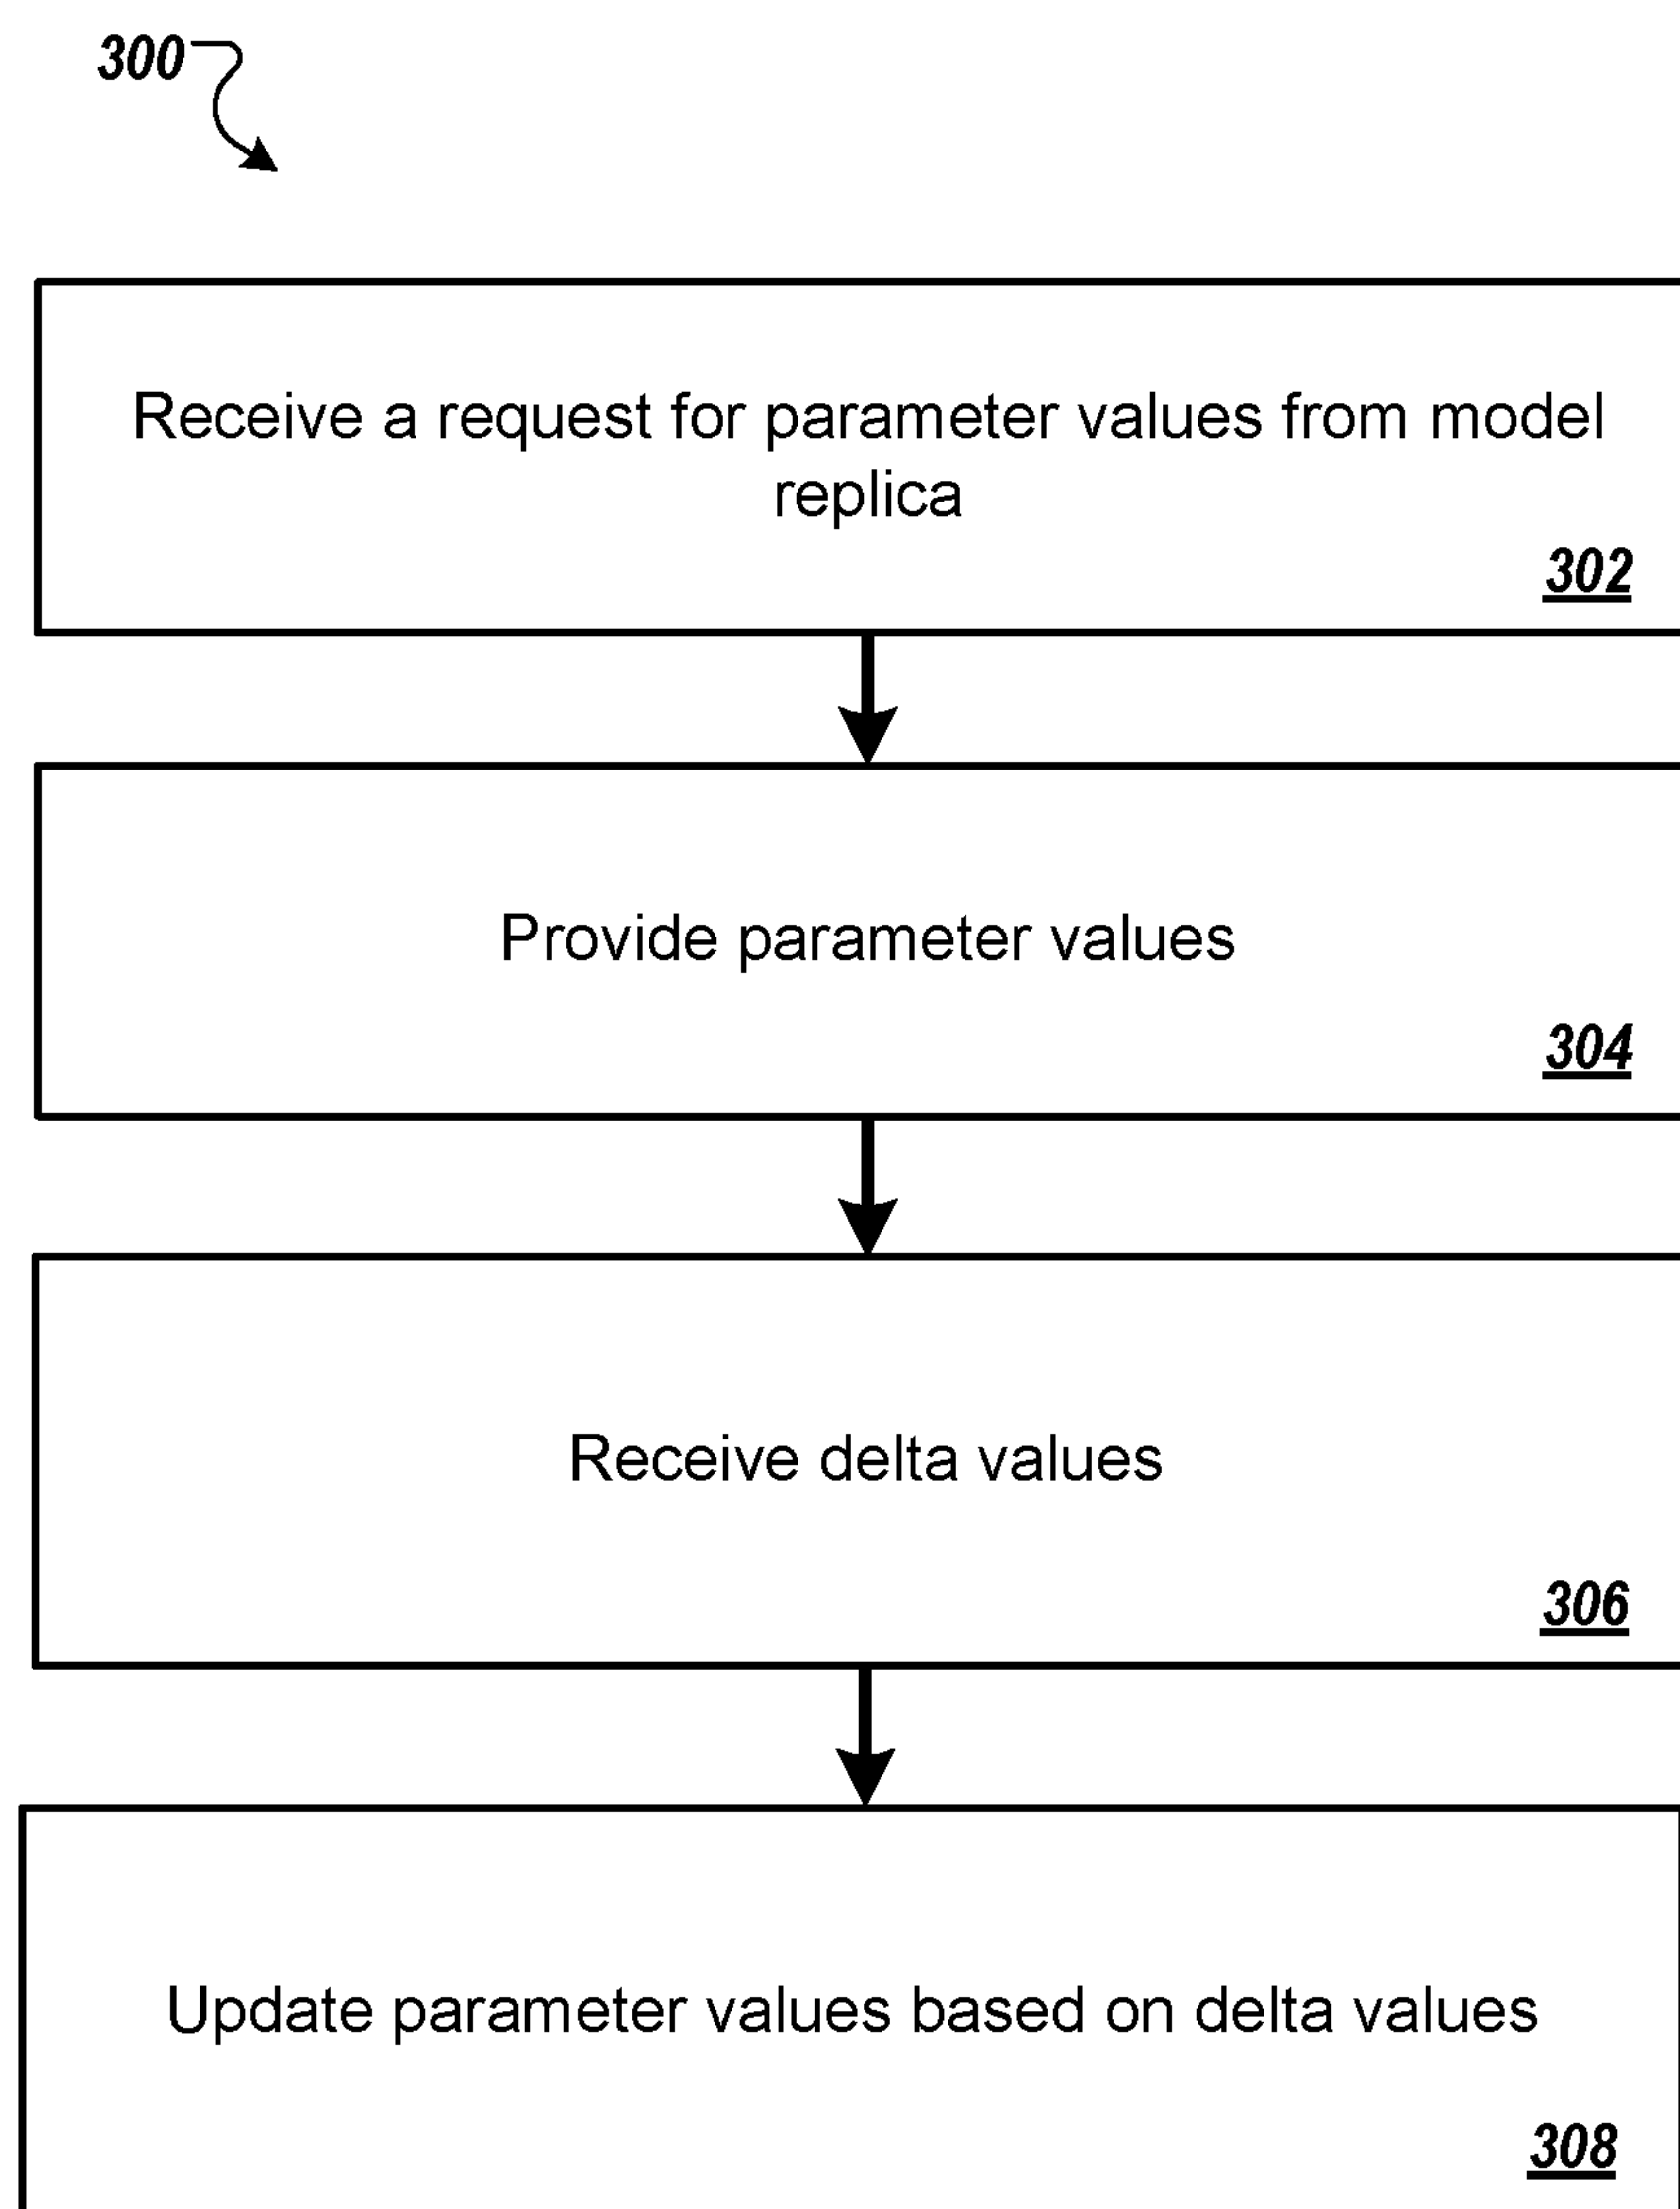 300
Receive a request for parameter values from model
replica
302
Provide parameter values
304
Receive delta values
306
Update parameter values based on delta values
308